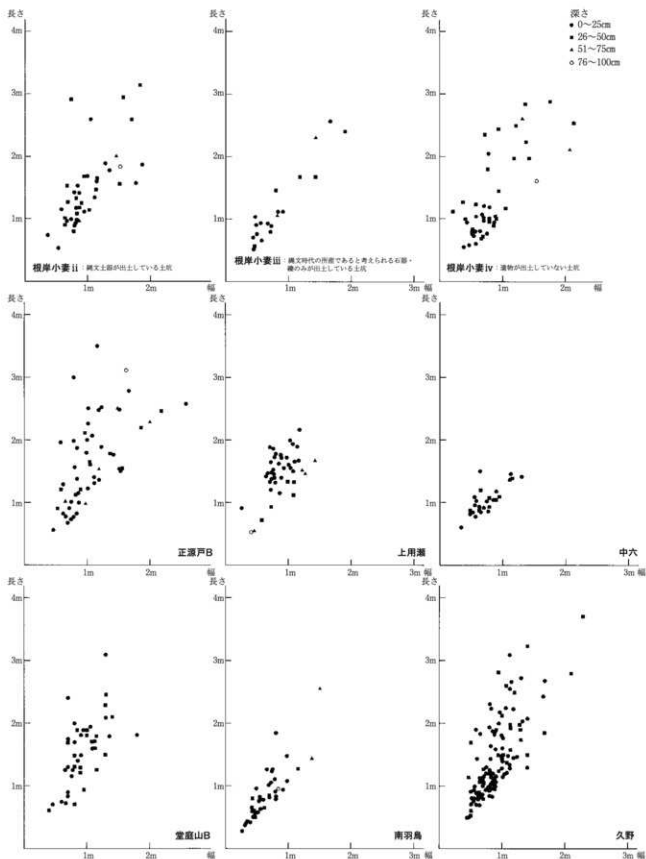 長さ
4m
3m
2m
1m
1m
2m
根岸小妻ⅱ：縄文土器が出土している土坑
長さ
4m
3m
2m
1m
1m
2m
3m 幅
根岸小妻ⅲ：縄文時代の所産であると考えられる石器・
礫のみが出土している土坑
長さ
4m
3m
2m
1m
1m
2m
幅
根岸小妻ⅳ：遺物が出土していない土坑
深さ
● 0〜25㎝
■ 26〜50㎝
▲ 51〜75㎝
○ 76〜100㎝
長さ
4m
3m
2m
1m
1m
2m
幅
正源戸B
長さ
4m
3m
2m
1m
1m
2m
3m 幅
上用瀬
長さ
4m
3m
2m
1m
1m
2m
3m 幅
中六
長さ
4m
3m
2m
1m
1m
2m
幅
堂庭山B
長さ
4m
3m
2m
1m
1m
2m
3m 幅
南羽鳥
長さ
4m
3m
2m
1m
1m
2m
3m 幅
久野